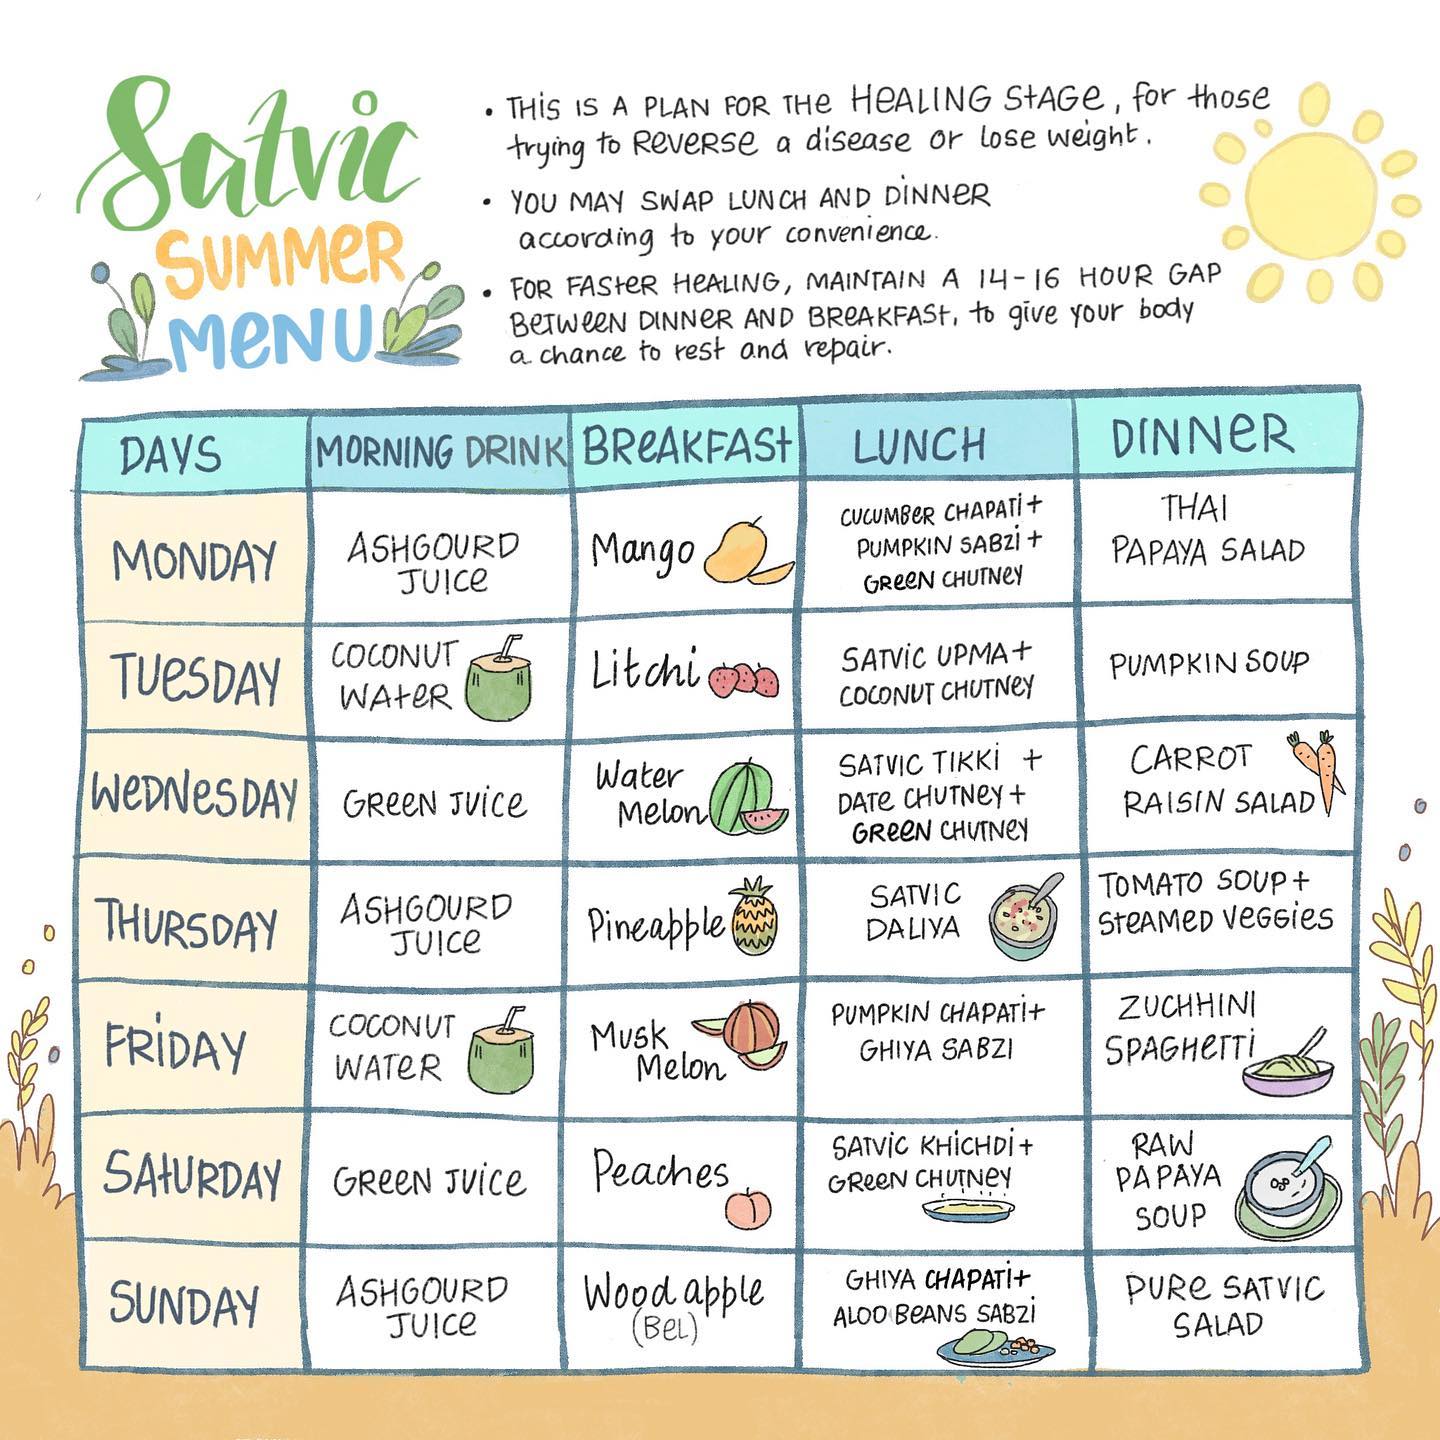 Satvic
SUMMER
MENU
• THIS IS A PLAN FOR THE HEALING STAGE, for those
trying to REVERSE a disease or lose weight.
• YOU MAY SWAP LUNCH AND DINNER
according to your convenience.
• FOR FASTER HEALING, MAINTAIN A 14-16 HOUR GAP
BETWEEN DINNER AND BREAKFAST, to give your body
a chance to rest and repair.
DAYS
MORNING DRINK
BREAKFAST
LUNCH
DINNER
MONDAY
ASHGOURD
JUICE
Mango
CUCUMBER CHAPATI+
PUMPKIN SABZI +
GREEN CHUTNEY
THAI
PAPAYA SALAD
TUESDAY
COCONUT
WATER
Litchi
SATVIC UPMA+
COCONUT CHUTNEY
PUMPKIN SOUP
WEDNESDAY
GREEN JUICE
Water
Melon
SATVIC TIKKI +
DATE CHUTNEY +
GREEN CHUTNEY
CARROT
RAISIN SALAD
THURSDAY
ASHGOURD
JUICE
Pineapple
SATVIC
DALIYA
TOMATO SOUP+
STEAMED VEGGIES
FRIDAY
COCONUT
WATER
Musk
Melon
PUMPKIN CHAPATI+
GHIYA SABZI
ZUCHHINI
SPAGHETTI
SATURDAY
GREEN JUICE
Peaches
SATVIC KHICHDI+
GREEN CHUTNEY
RAW
PAPAYA
SOUP
SUNDAY
ASHGOURD
JUICE
Wood apple
(BEL)
GHIYA CHAPATI+
ALOO BEANS SABZI
PURE SATVIC
SALAD